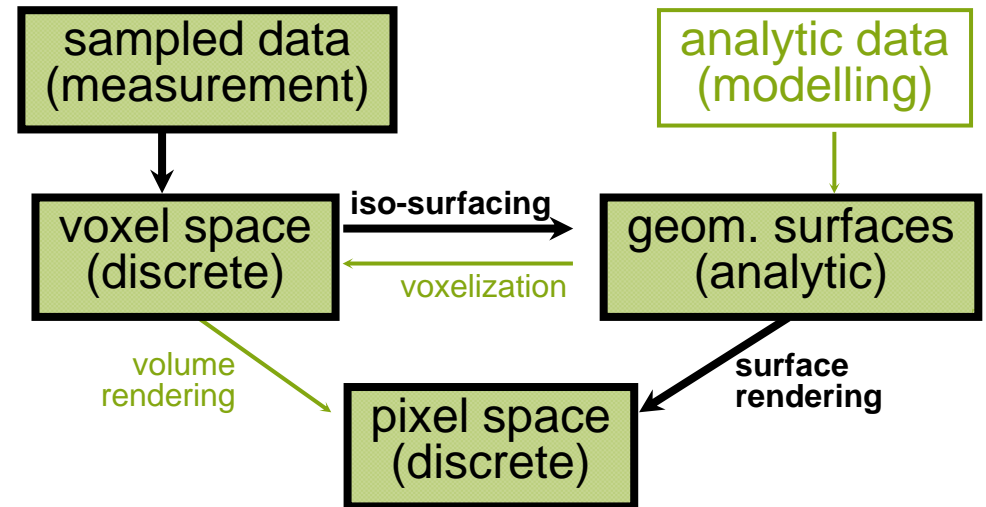 sampled data
(measurement)
analytic data
(modelling)
iso-surfacing
voxel space
(discrete)
geom. surfaces
(analytic)
voxelization
volume
rendering
surface
rendering
pixel space
(discrete)